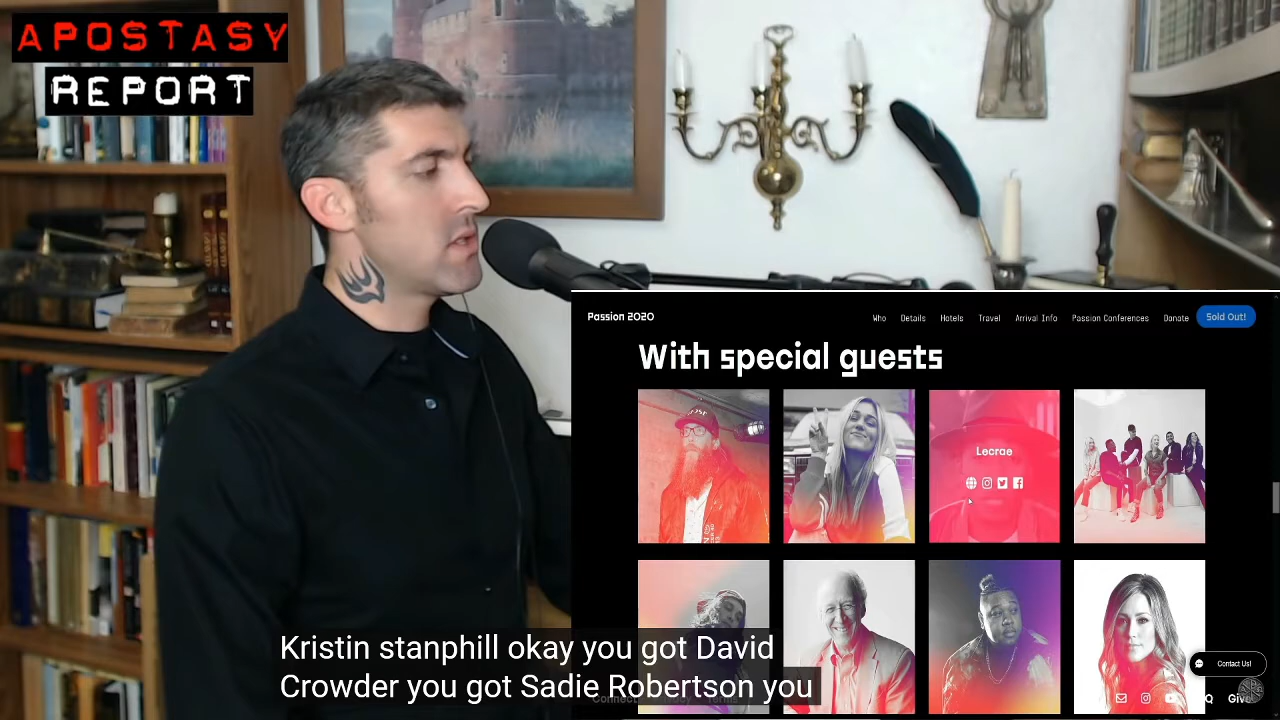 APOSTASY
REPORT
Passion 2020
Who Details Hotels Travel Arrival Info Passion Conferences Donate Sold Out!
With special guests
Lecrae
Kristin stanphill okay you got David
Crowder you got Sadie Robertson you
Contact Us!